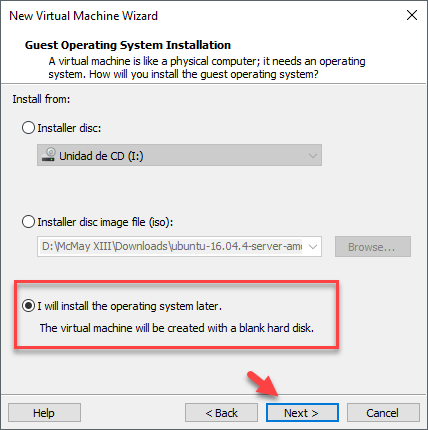 New Virtual Machine Wizard
Guest Operating System Installation
A virtual machine is like a physical computer; it needs an operating
system. How will you install the guest operating system?
Install from:
Installer disc:
Unidad de CD (I:)
Installer disc image file (iso):
D:\McMay XIII\Downloads\ubuntu-16.04.4-server-am
Browse...
I will install the operating system later.
The virtual machine will be created with a blank hard disk.
Help
< Back
Next >
Cancel